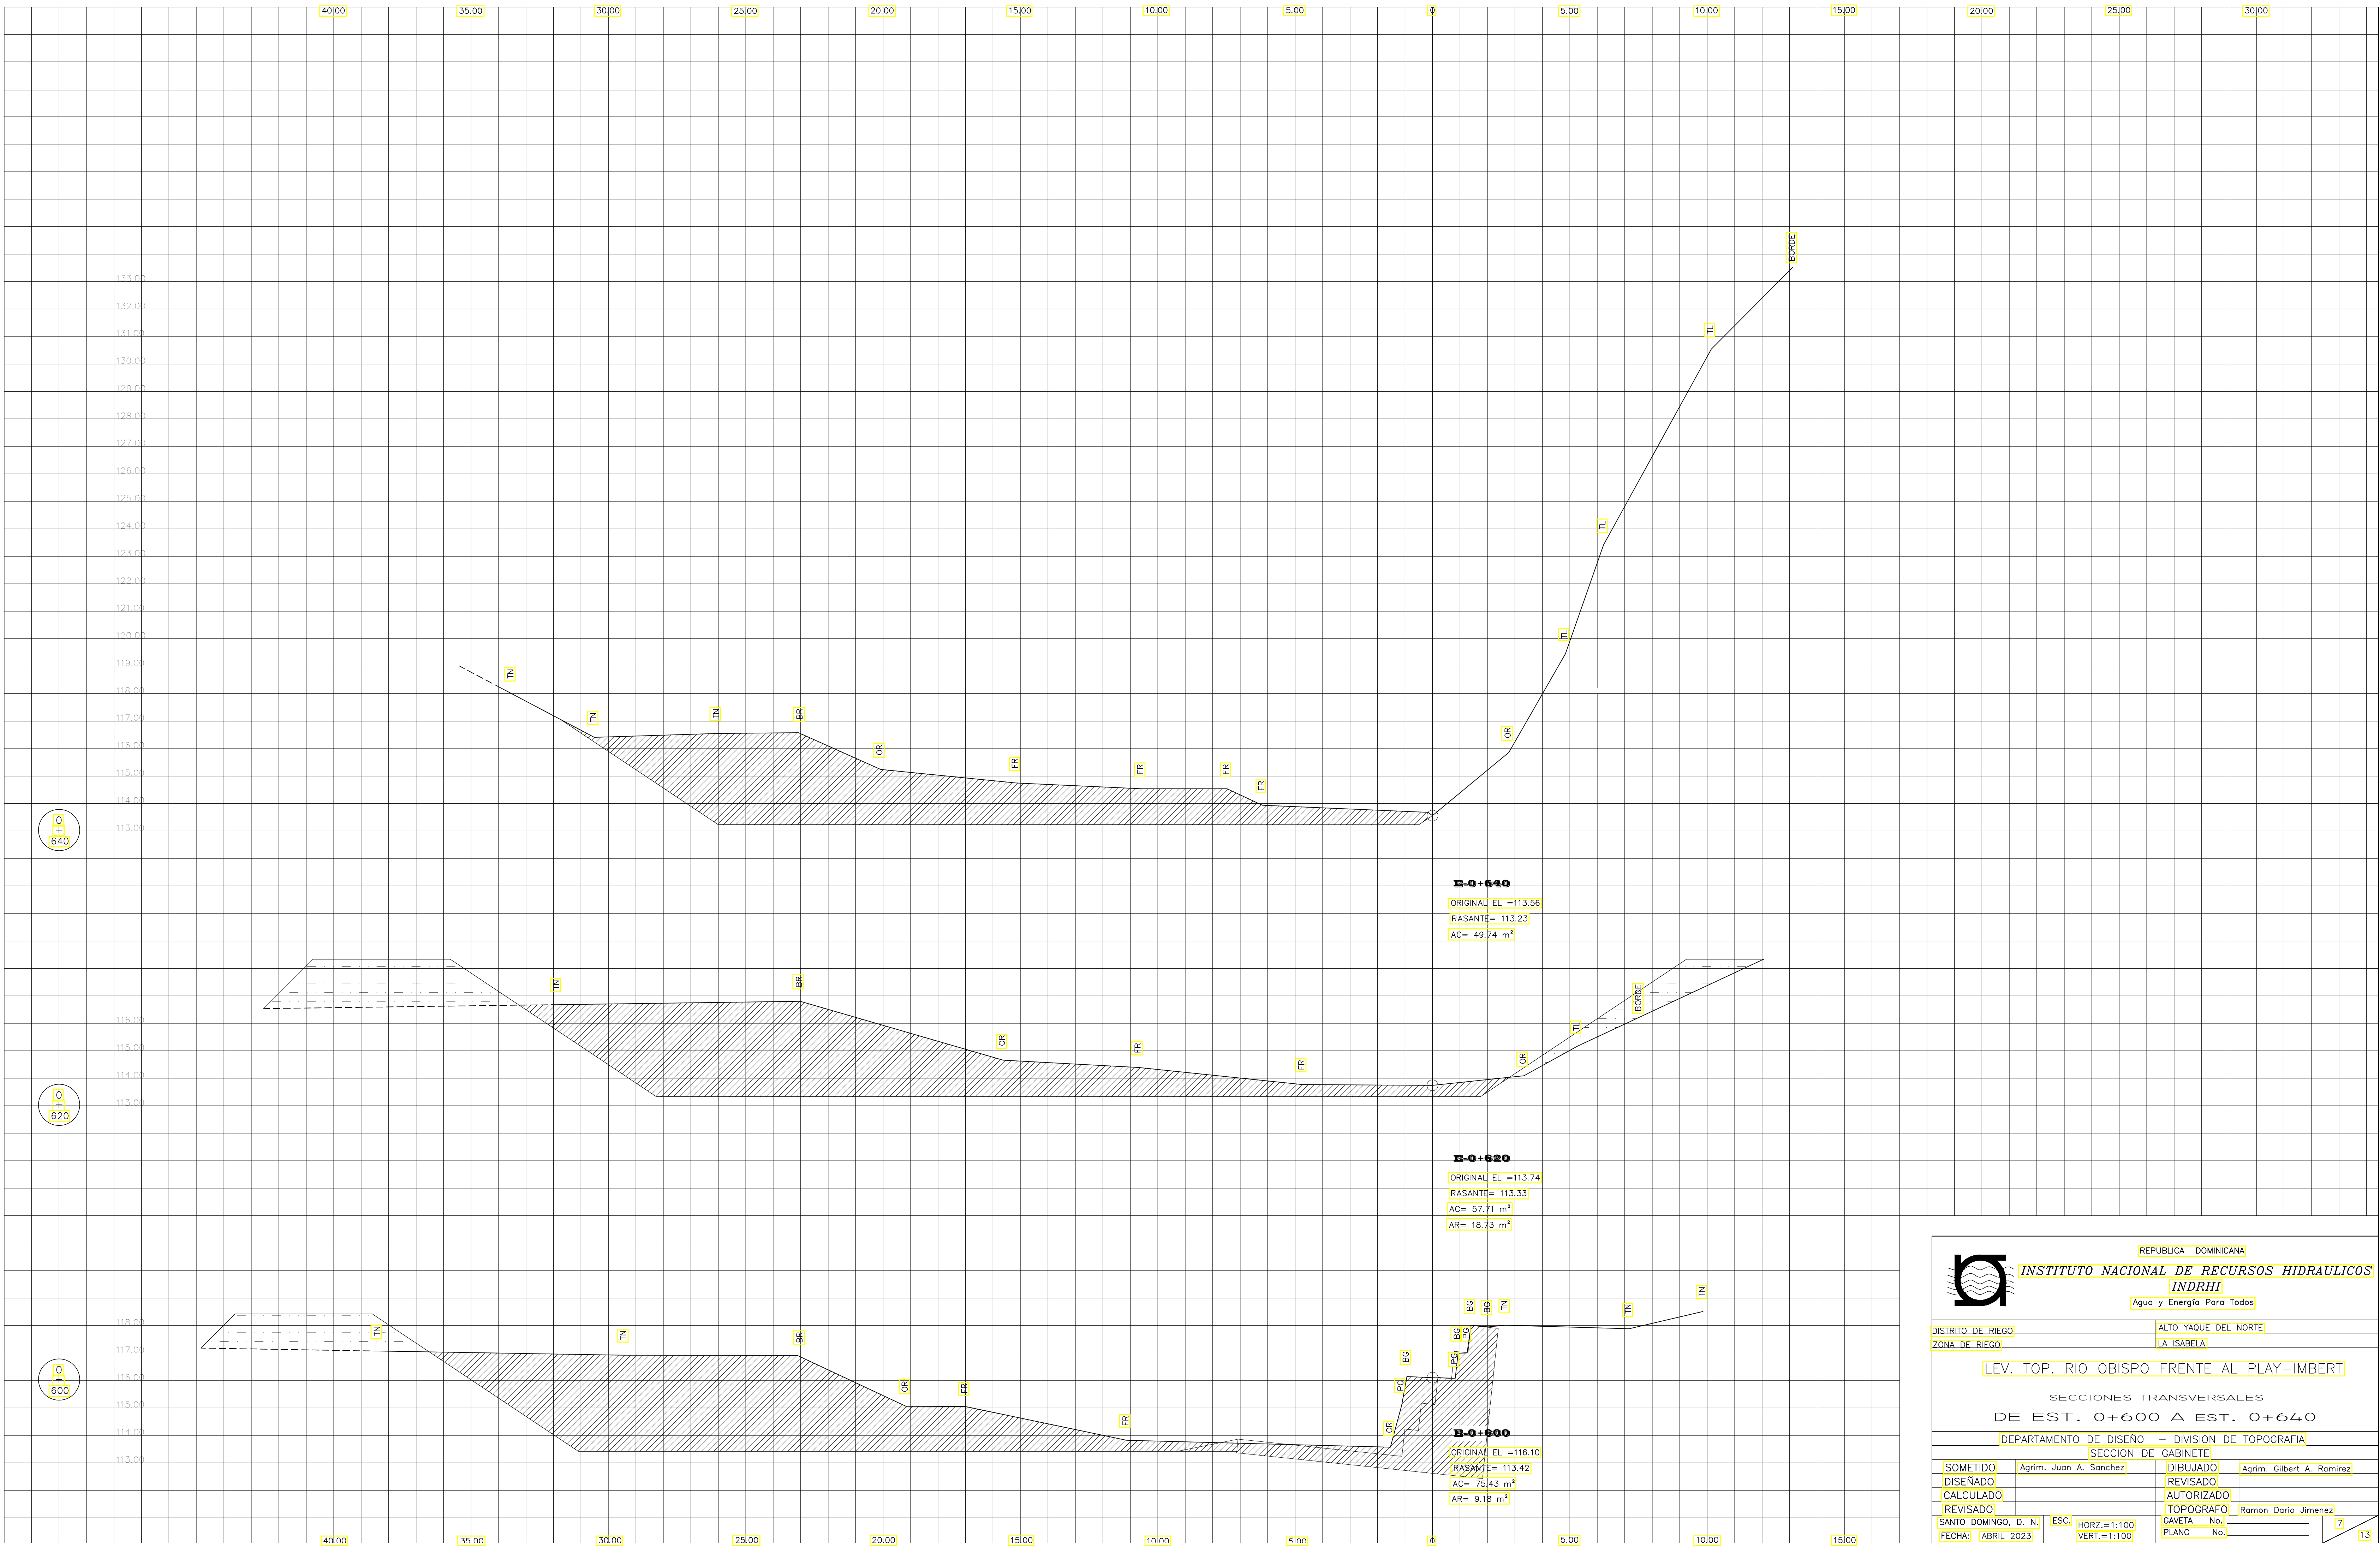 40.00 35.00 30.00 25.00 20.00 15.00 10.00 5.00 0 5.00 10.00 15.00 20.00 25.00 30.00
BORDE
133.00
132.00
131.00
TL
130.00
129.00
128.00
127.00
126.00
125.00
124.00
TL
123.00
122.00
121.00
120.00
TL
119.00
TN
118.00
117.00
TN TN BR
OR
116.00
OR
115.00
FR FR FR
FR
114.00
113.00
0
+
640
E-0+640
ORIGINAL EL =113.56
RASANTE= 113.23
AC= 49.74 m²
TN BR
BORDE
116.00
TL
115.00
OR FR FR OR
114.00
113.00
0
+
620
E-0+620
ORIGINAL EL =113.74
RASANTE= 113.33
AC= 57.71 m²
AR= 18.73 m²
BG BG TN TN TN
118.00
TN TN BR BG PG
117.00
BG PG
116.00
0
+
600
OR FR PG
115.00
FR OR
114.00
113.00
E-0+600
ORIGINAL EL =116.10
RASANTE= 113.42
AC= 75.43 m²
AR= 9.18 m²
40.00 35.00 30.00 25.00 20.00 15.00 10.00 5.00 0 5.00 10.00 15.00
REPUBLICA DOMINICANA
INSTITUTO NACIONAL DE RECURSOS HIDRAULICOS
INDRHI
Agua y Energía Para Todos
DISTRITO DE RIEGO ALTO YAQUE DEL NORTE
ZONA DE RIEGO LA ISABELA
LEV. TOP. RIO OBISPO FRENTE AL PLAY-IMBERT
SECCIONES TRANSVERSALES
DE EST. 0+600 A EST. 0+640
DEPARTAMENTO DE DISEÑO - DIVISION DE TOPOGRAFIA
SECCION DE GABINETE
SOMETIDO Agrim. Juan A. Sanchez DIBUJADO Agrim. Gilbert A. Ramirez
DISEÑADO REVISADO
CALCULADO AUTORIZADO
REVISADO TOPOGRAFO Ramon Dario Jimenez
SANTO DOMINGO, D. N. ESC. HORZ.=1:100 GAVETA No. 7
FECHA: ABRIL 2023 VERT.=1:100 PLANO No. 13